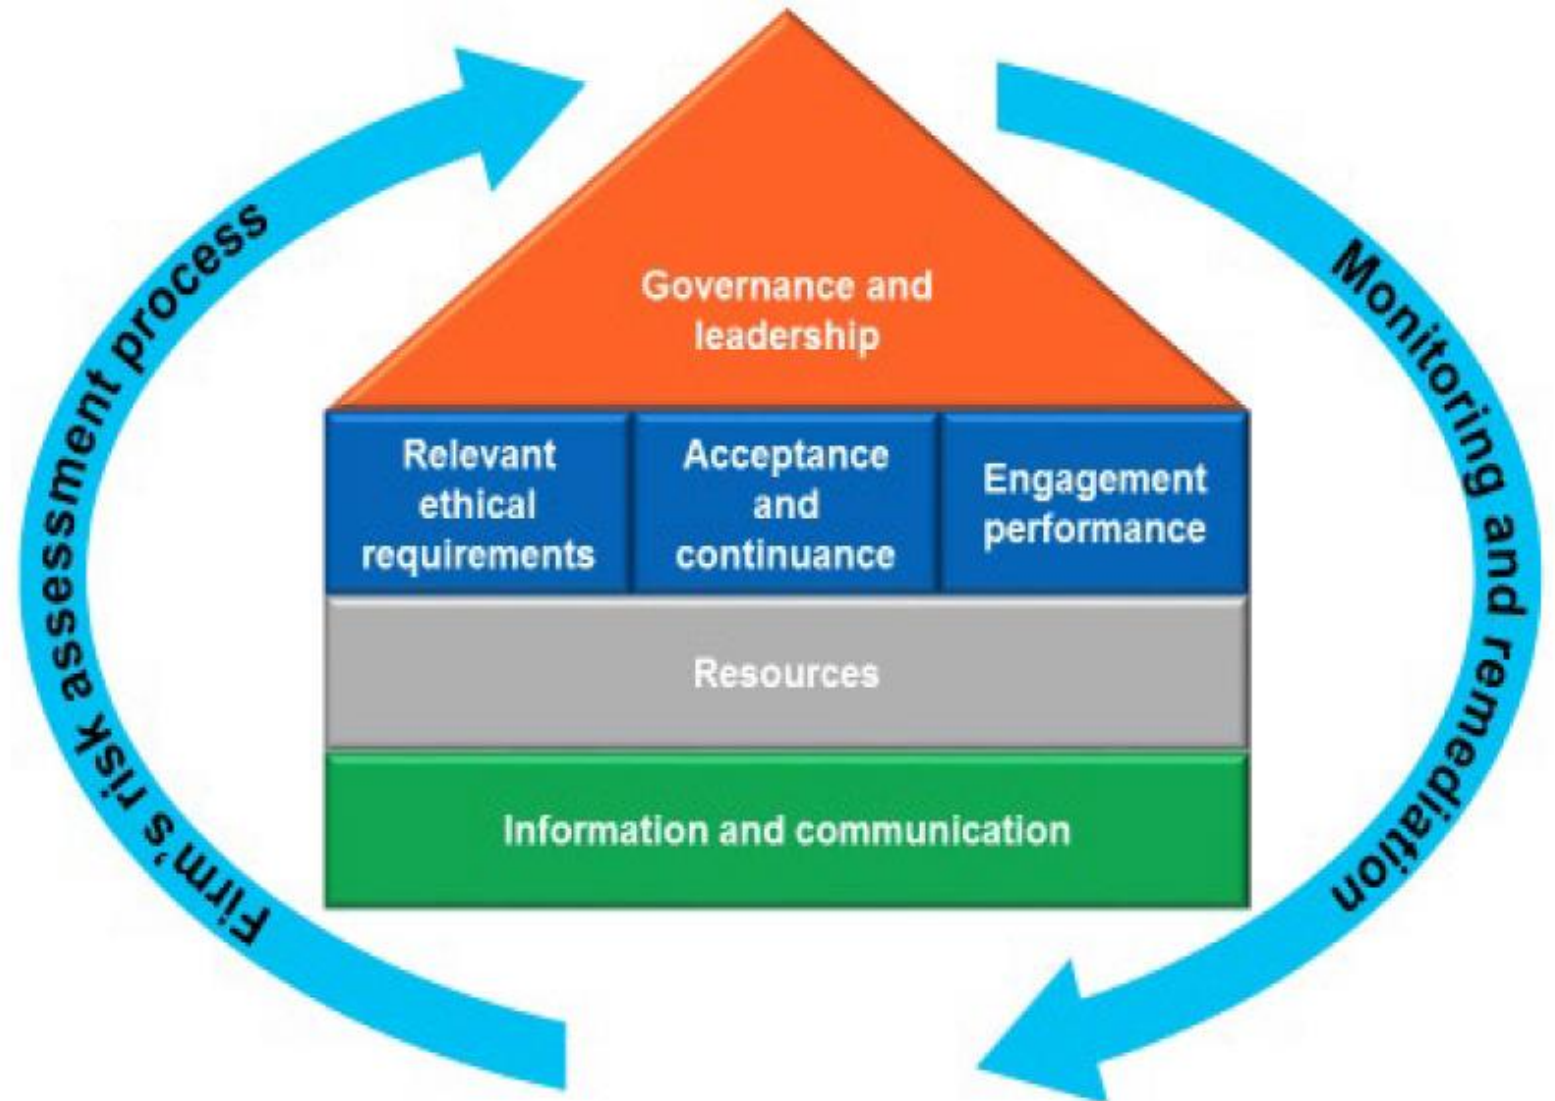 Governance and
leadership
Relevant
ethical
requirements
Acceptance
and
continuance
Engagement
performance
Resources
Information and communication
Firm's risk assessment process
Monitoring and remediation